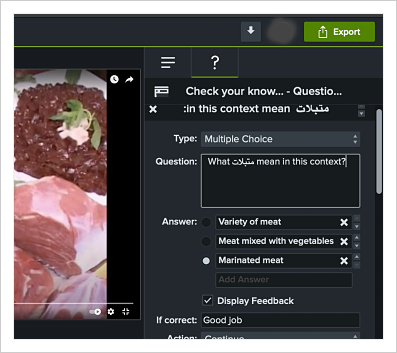 Export
?
Check your know... - Questio...
:in this context mean متبلات
Type: Multiple Choice
Question: What متبلات mean in this context?
Answer: Variety of meat
Meat mixed with vegetables
Marinated meat
Add Answer
Display Feedback
If correct: Good job
Action: Continue